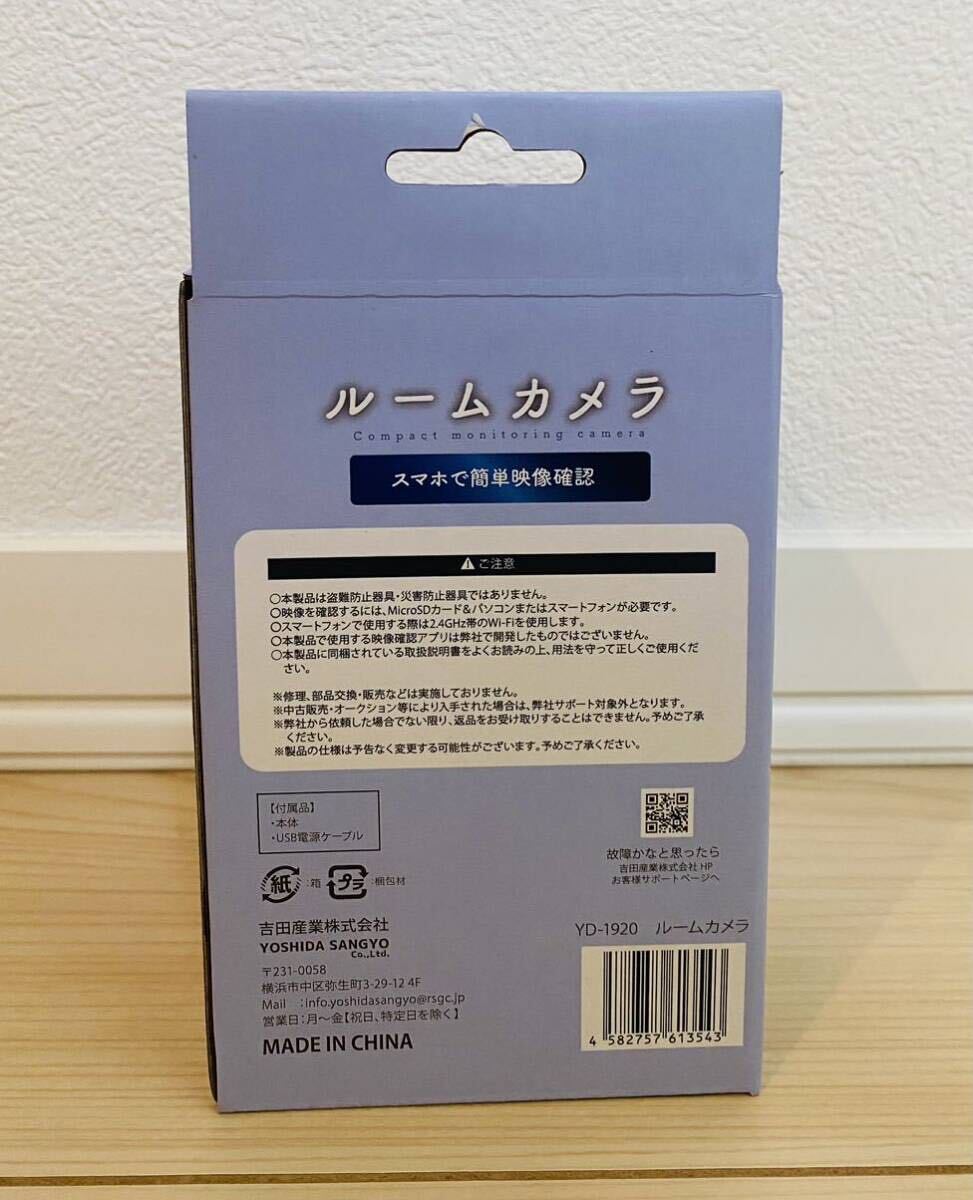 ルームカメラ
Compact monitoring camera
スマホで簡単映像確認
ご注意
○本製品は盗難防止器具・災害防止器具ではありません。
○映像を確認するには、MicroSDカード&パソコンまたはスマートフォンが必要です。
○スマートフォンで使用する際は2.4GHz帯のWi-Fiを使用します。
○本製品で使用する映像確認アプリは弊社で開発したものではございません。
○本製品に同梱されている取扱説明書をよくお読みの上、用法を守って正しくご使用くだ
さい。
※修理、部品交換・販売などは実施しておりません。
※中古販売・オークション等により入手された場合は、弊社サポート対象外となります。
※弊社から依頼した場合でない限り、返品をお受け取りすることはできません。予めご了承
ください。
※製品の仕様は予告なく変更する可能性がございます。予めご了承ください。
【付属品】
・本体
・USB電源ケーブル
紙 :箱 プラ :梱包材
故障かなと思ったら
吉田産業株式会社 HP
お客様サポートページへ
吉田産業株式会社
YOSHIDA SANGYO
Co.,Ltd.
〒231-0058
横浜市中区弥生町3-29-12 4F
Mail :info.yoshidasangyo@rsgc.jp
営業日:月~金【祝日、特定日を除く】
MADE IN CHINA
YD-1920 ルームカメラ
4 582757 613543